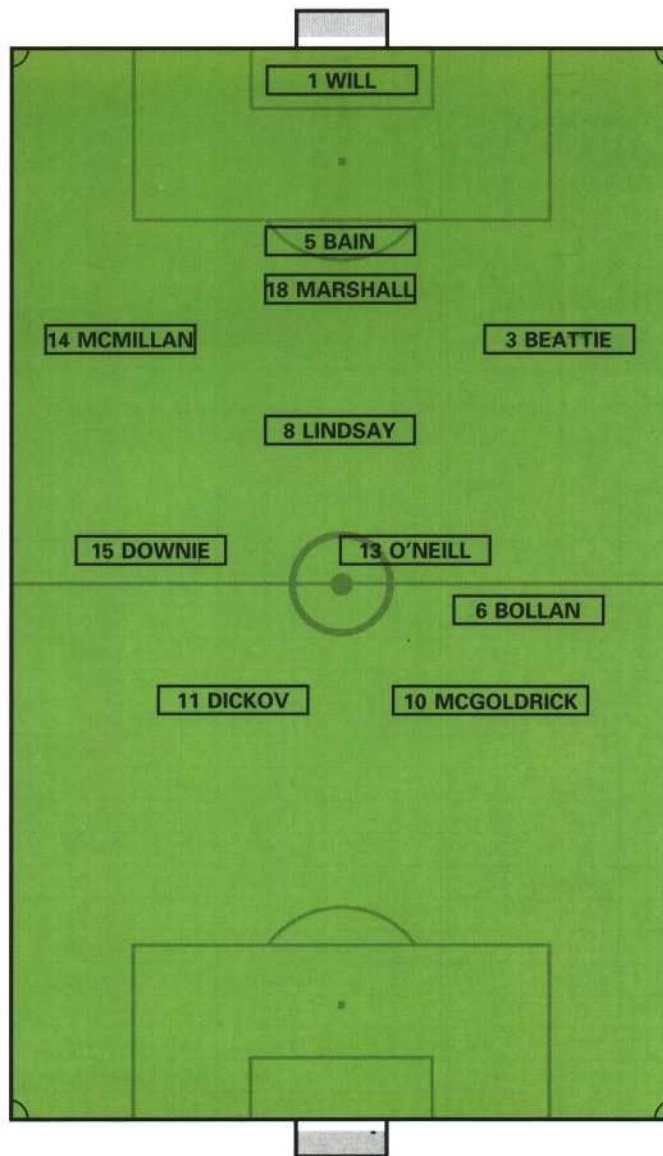 1 WILL
5 BAIN
18 MARSHALL
14 MCMILLAN
3 BEATTIE
8 LINDSAY
15 DOWNIE
13 O'NEILL
6 BOLLAN
11 DICKOV
10 MCGOLDRICK